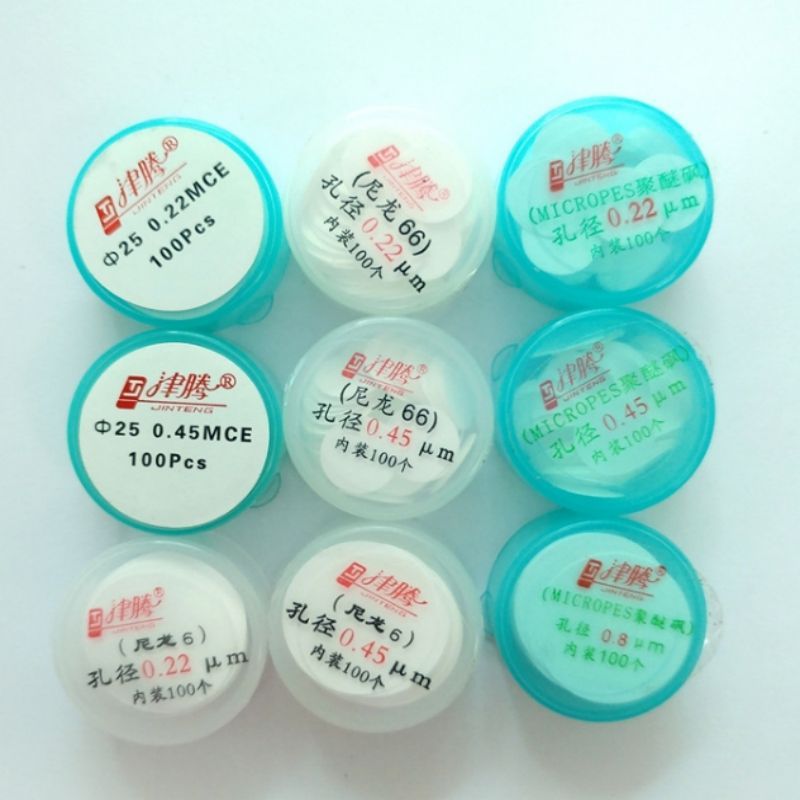 津腾®
JINTENG
Φ25 0.22MCE
100Pcs
津腾®
(尼龙66)
孔径0.22μm
内装100个
津腾®
(MICROPES聚醚砜)
孔径0.22μm
内装100个
津腾®
JINTENG
Φ25 0.45MCE
100Pcs
津腾®
JINTENG
(尼龙66)
孔径0.45μm
内装100个
津腾®
JINTENG
(MICROPES聚醚砜)
孔径0.45μm
内装100个
津腾®
JINTENG
(尼龙6)
孔径0.22μm
内装100个
津腾®
JINTENG
(尼龙6)
孔径0.45μm
内装100个
津腾®
JINTENG
(MICROPES聚醚砜)
孔径0.8μm
内装100个